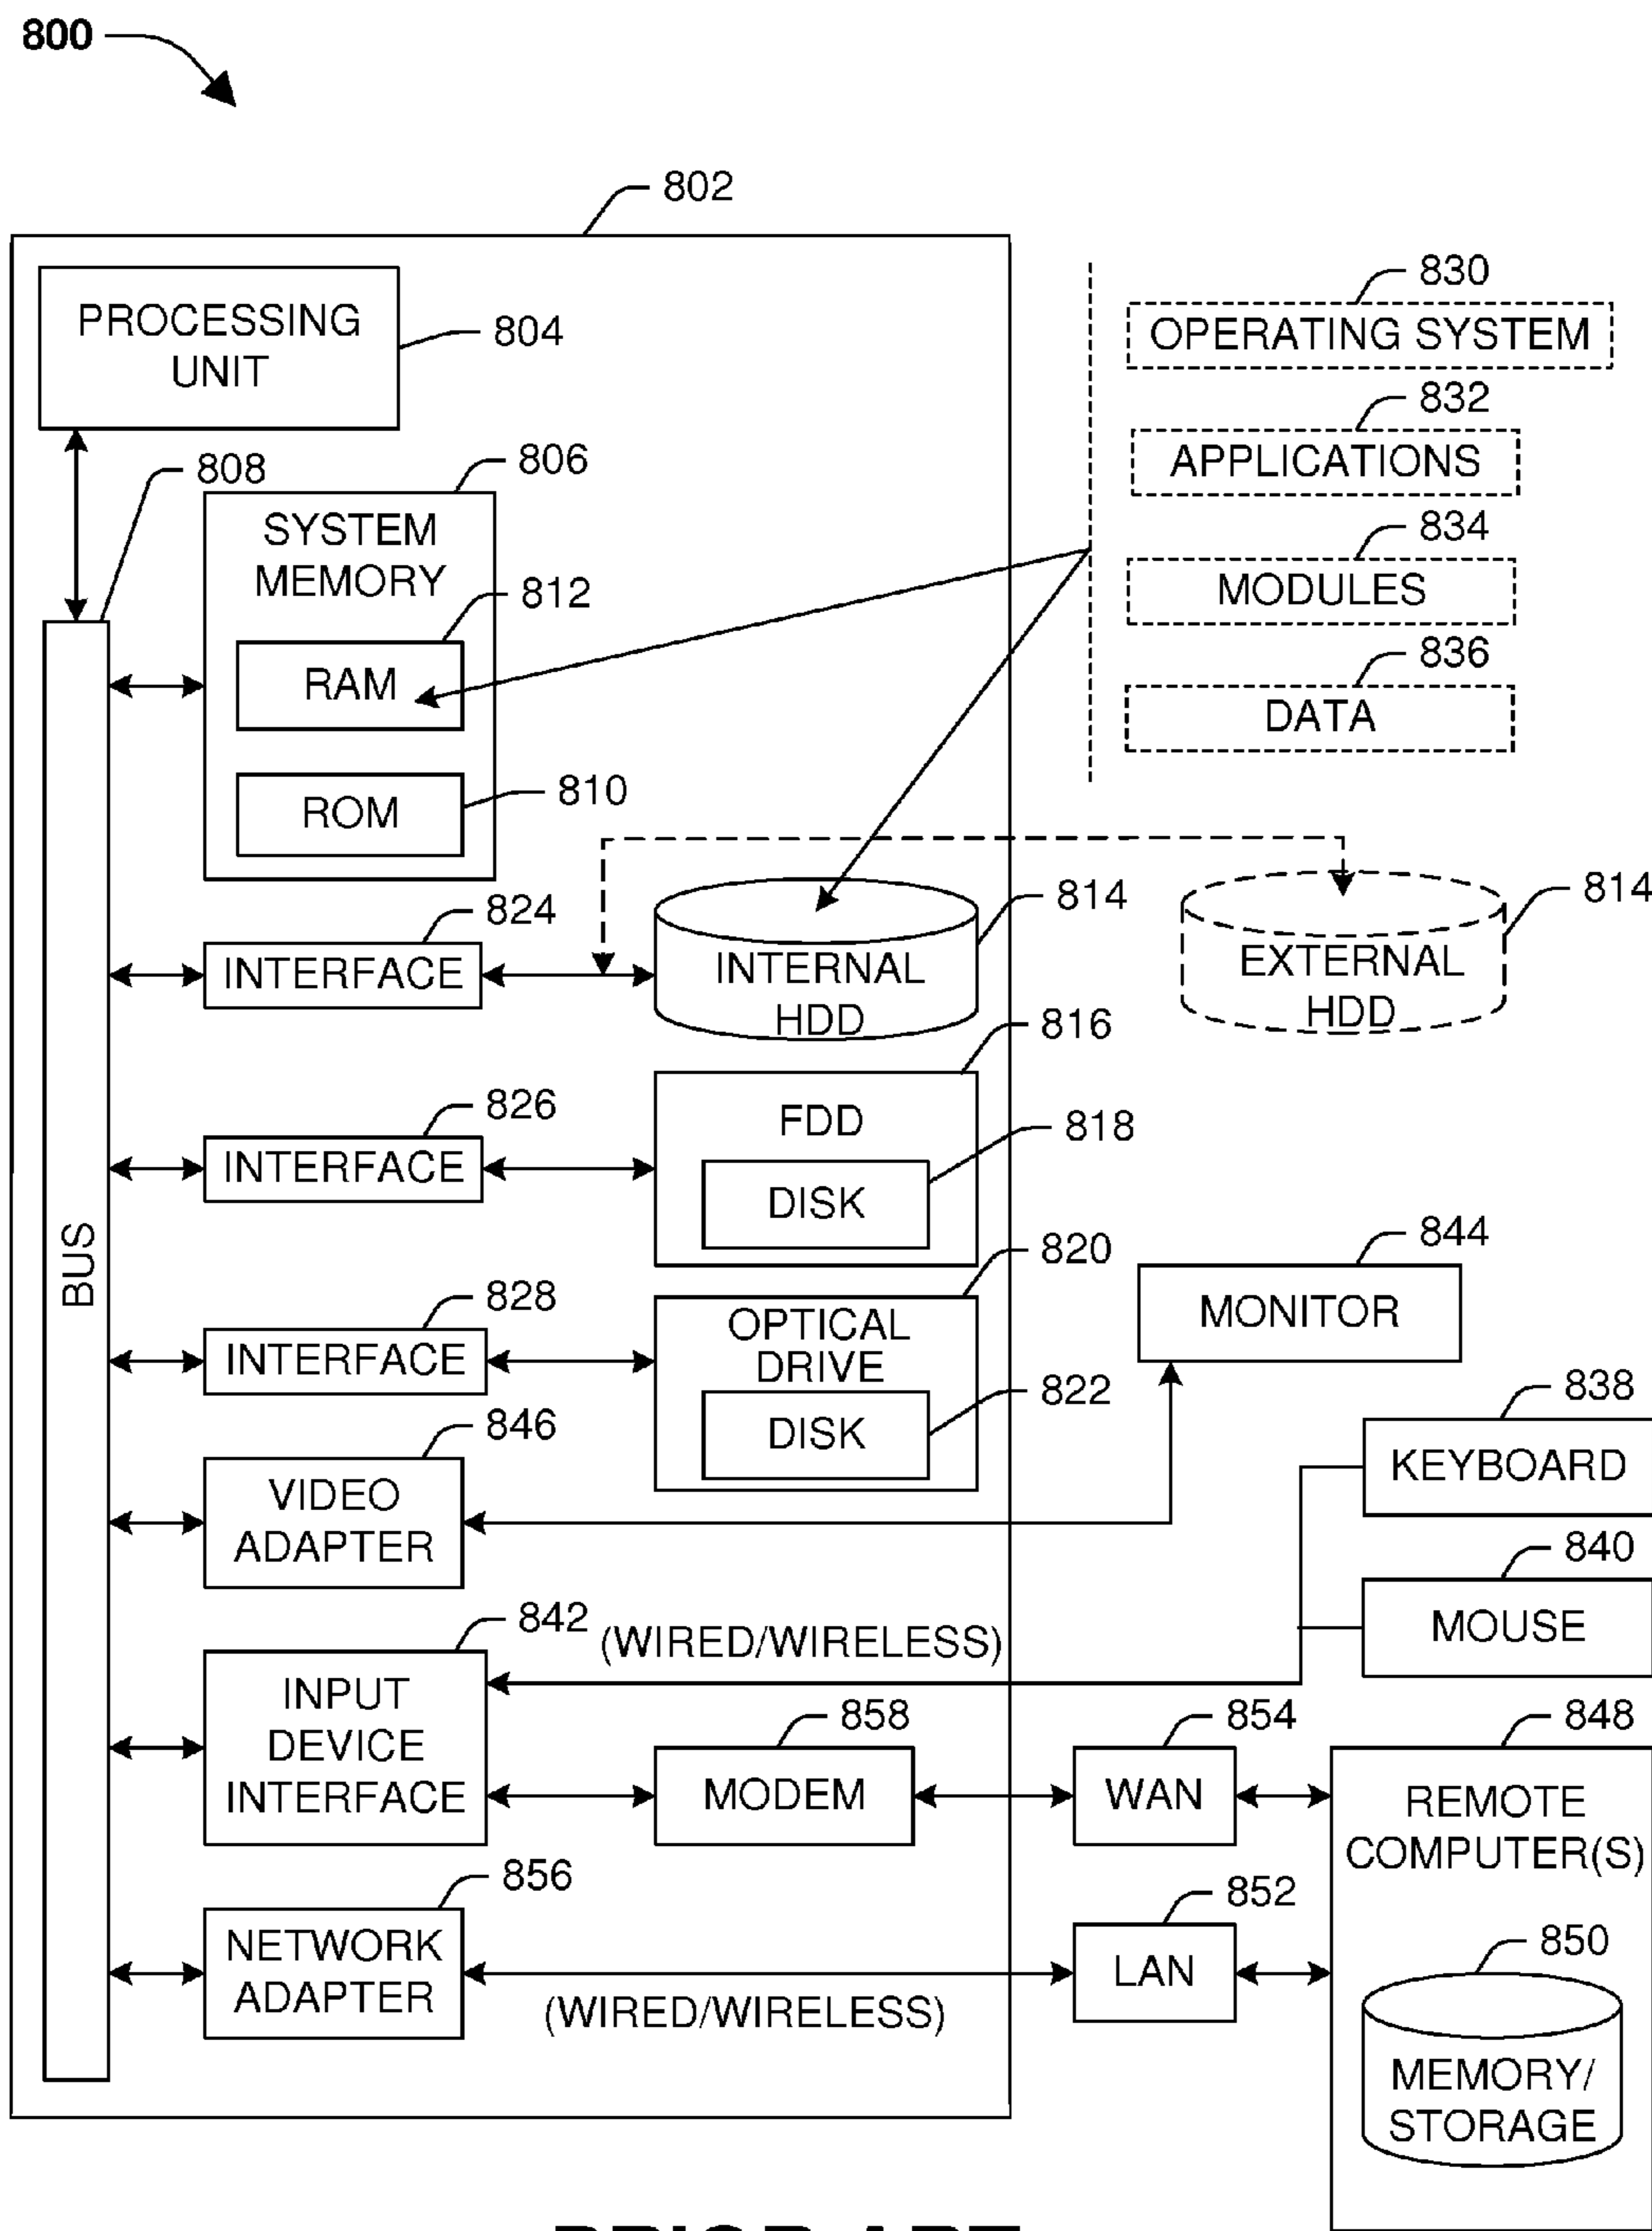 800
802
PROCESSING
UNIT
804
808
806
SYSTEM
MEMORY
812
RAM
ROM
810
830
OPERATING SYSTEM
832
APPLICATIONS
834
MODULES
836
DATA
824
INTERFACE
INTERNAL
HDD
814
EXTERNAL
HDD
814
816
826
INTERFACE
FDD
818
DISK
BUS
820
828
INTERFACE
OPTICAL
DRIVE
822
DISK
844
MONITOR
838
KEYBOARD
846
VIDEO
ADAPTER
840
MOUSE
842
(WIRED/WIRELESS)
INPUT
DEVICE
INTERFACE
858
MODEM
854
WAN
848
REMOTE
COMPUTER(S)
856
NETWORK
ADAPTER
(WIRED/WIRELESS)
852
LAN
850
MEMORY/
STORAGE
PRIOR ART